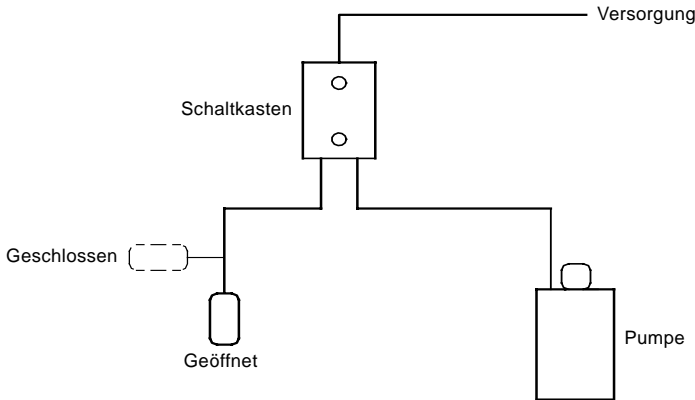 Versorgung
Schaltkasten
Geschlossen
Pumpe
Geöffnet